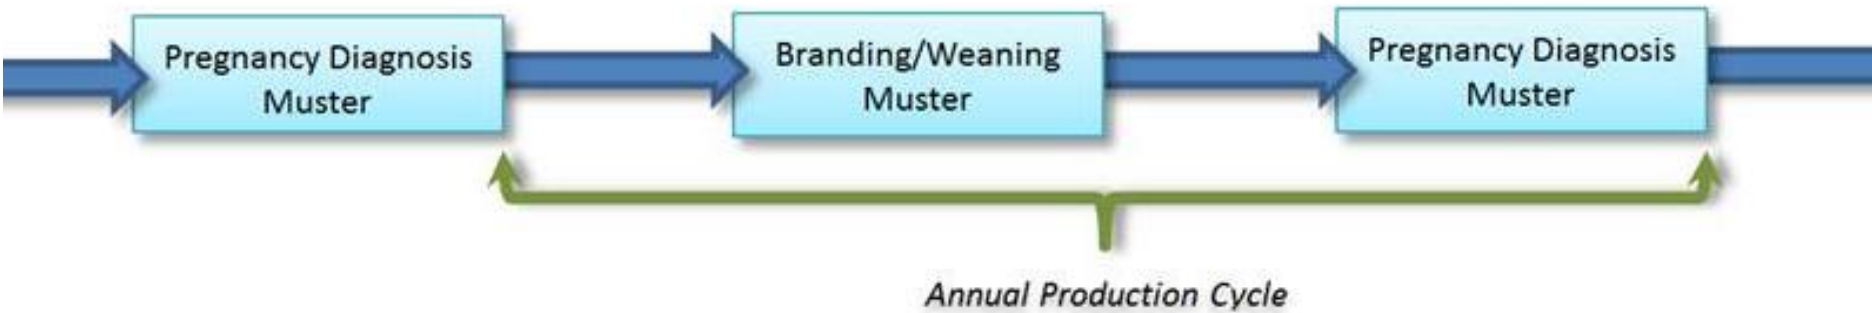 Pregnancy Diagnosis
Muster
Branding/Weaning
Muster
Pregnancy Diagnosis
Muster
Annual Production Cycle